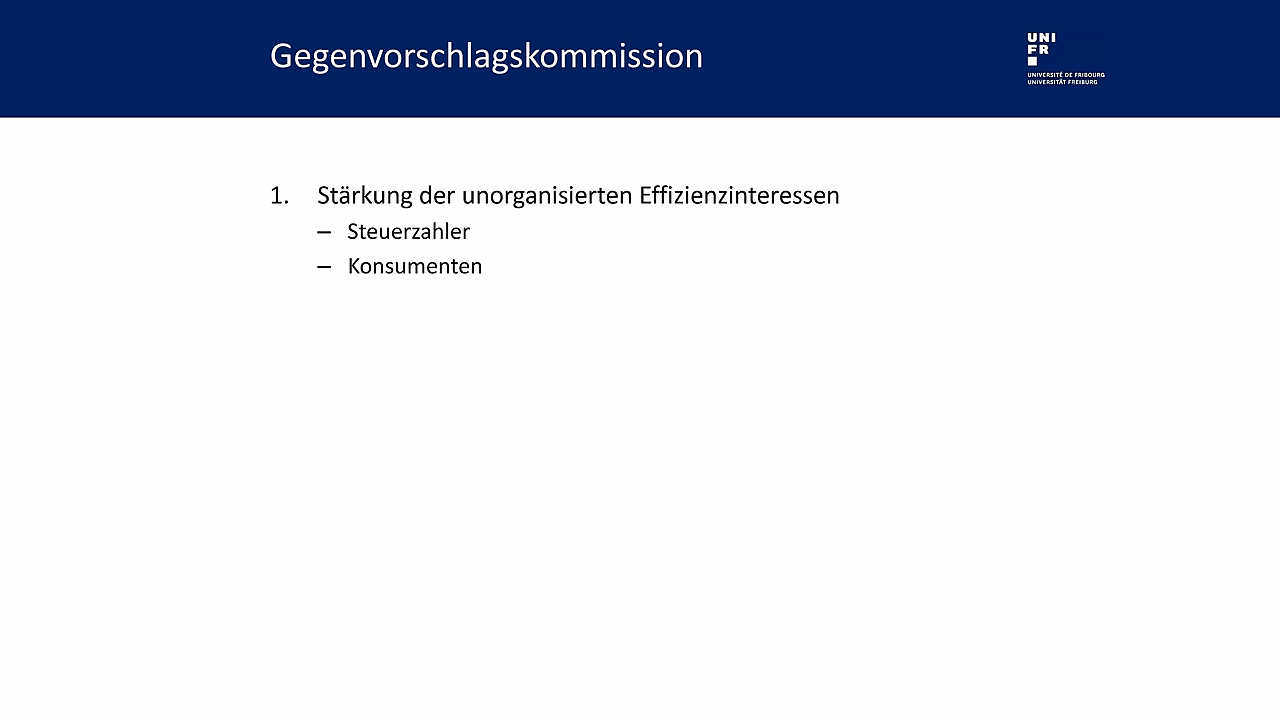 Gegenvorschlagskommission
UNI
FR
UNIVERSITÉ DE FRIBOURG
UNIVERSITÄT FREIBURG
1. Stärkung der unorganisierten Effizienzinteressen
– Steuerzahler
– Konsumenten